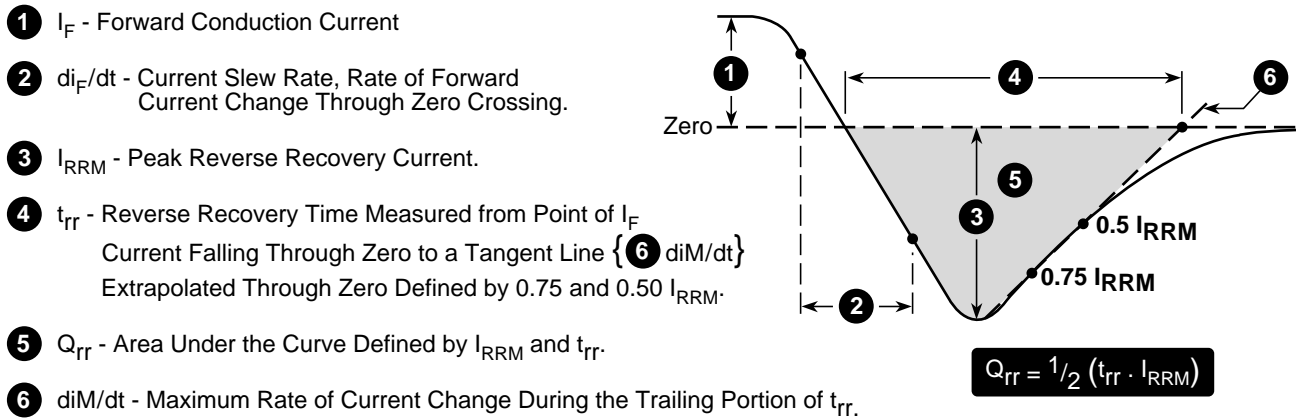 1 I_F - Forward Conduction Current
2 di_F/dt - Current Slew Rate, Rate of Forward
Current Change Through Zero Crossing.
3 I_RRM - Peak Reverse Recovery Current.
4 t_rr - Reverse Recovery Time Measured from Point of I_F
Current Falling Through Zero to a Tangent Line {6 diM/dt}
Extrapolated Through Zero Defined by 0.75 and 0.50 I_RRM.
5 Q_rr - Area Under the Curve Defined by I_RRM and t_rr.
6 diM/dt - Maximum Rate of Current Change During the Trailing Portion of t_rr.
1
4
6
Zero
5
3
0.5 I_RRM
0.75 I_RRM
2
Q_rr = 1/2 (t_rr . I_RRM)